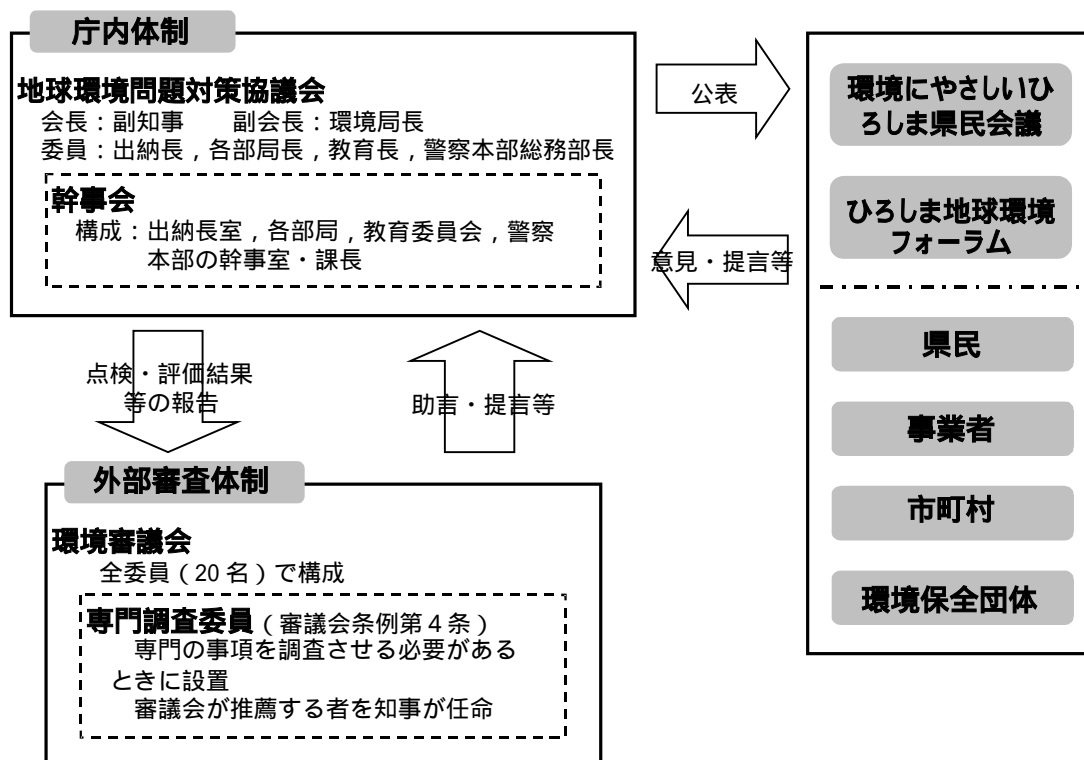 庁内体制
地球環境問題対策協議会
会長：副知事　　副会長：環境局長
委員：出納長，各部局長，教育長，警察本部総務部長
幹事会
構成：出納長室，各部局，教育委員会，警察
本部の幹事室・課長
公表
意見・提言等
環境にやさしいひ
ろしま県民会議
ひろしま地球環境
フォーラム
県民
事業者
市町村
環境保全団体
点検・評価結果
等の報告
助言・提言等
外部審査体制
環境審議会
全委員（20名）で構成
専門調査委員（審議会条例第４条）
専門の事項を調査させる必要がある
ときに設置
審議会が推薦する者を知事が任命